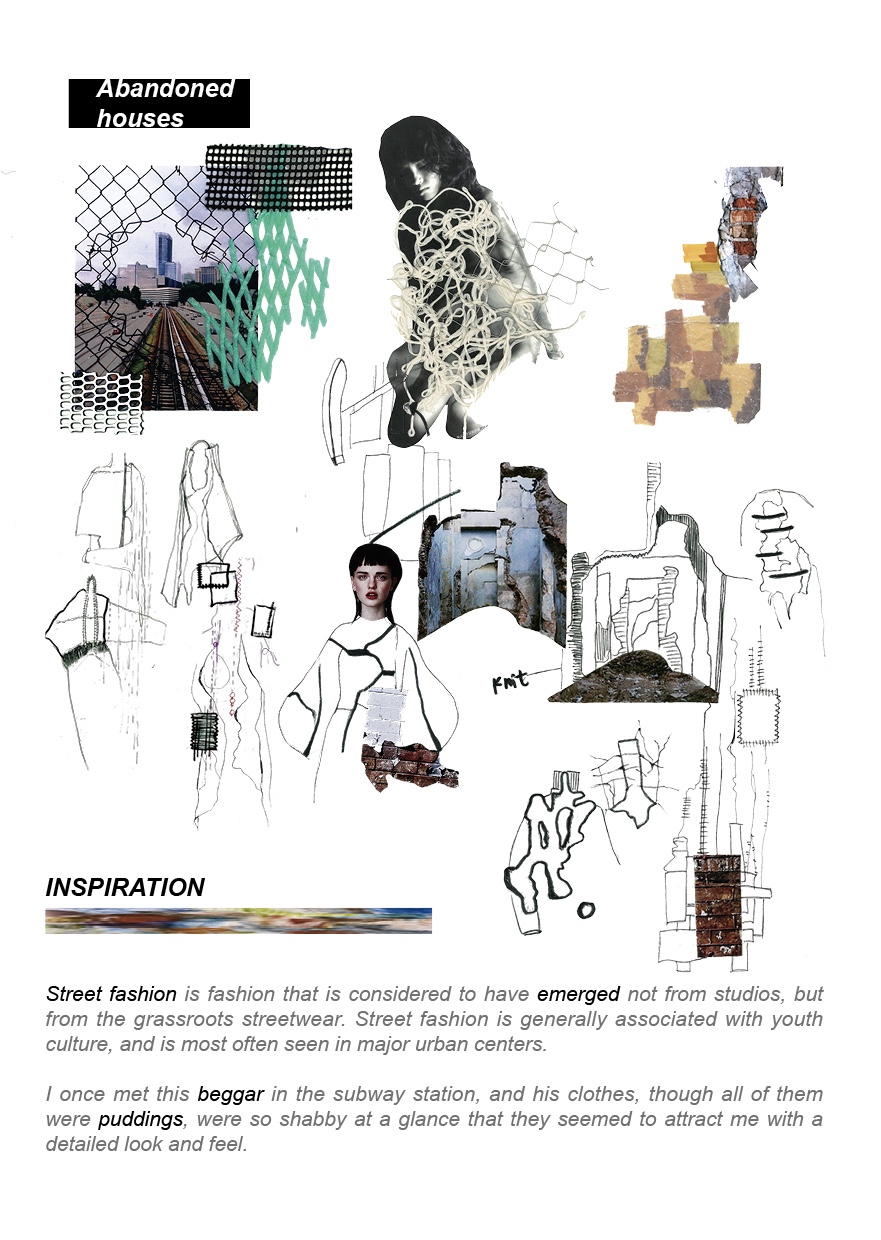 Abandoned
houses
Knit
INSPIRATION
Street fashion is fashion that is considered to have emerged not from studios, but
from the grassroots streetwear. Street fashion is generally associated with youth
culture, and is most often seen in major urban centers.
I once met this beggar in the subway station, and his clothes, though all of them
were puddings, were so shabby at a glance that they seemed to attract me with a
detailed look and feel.